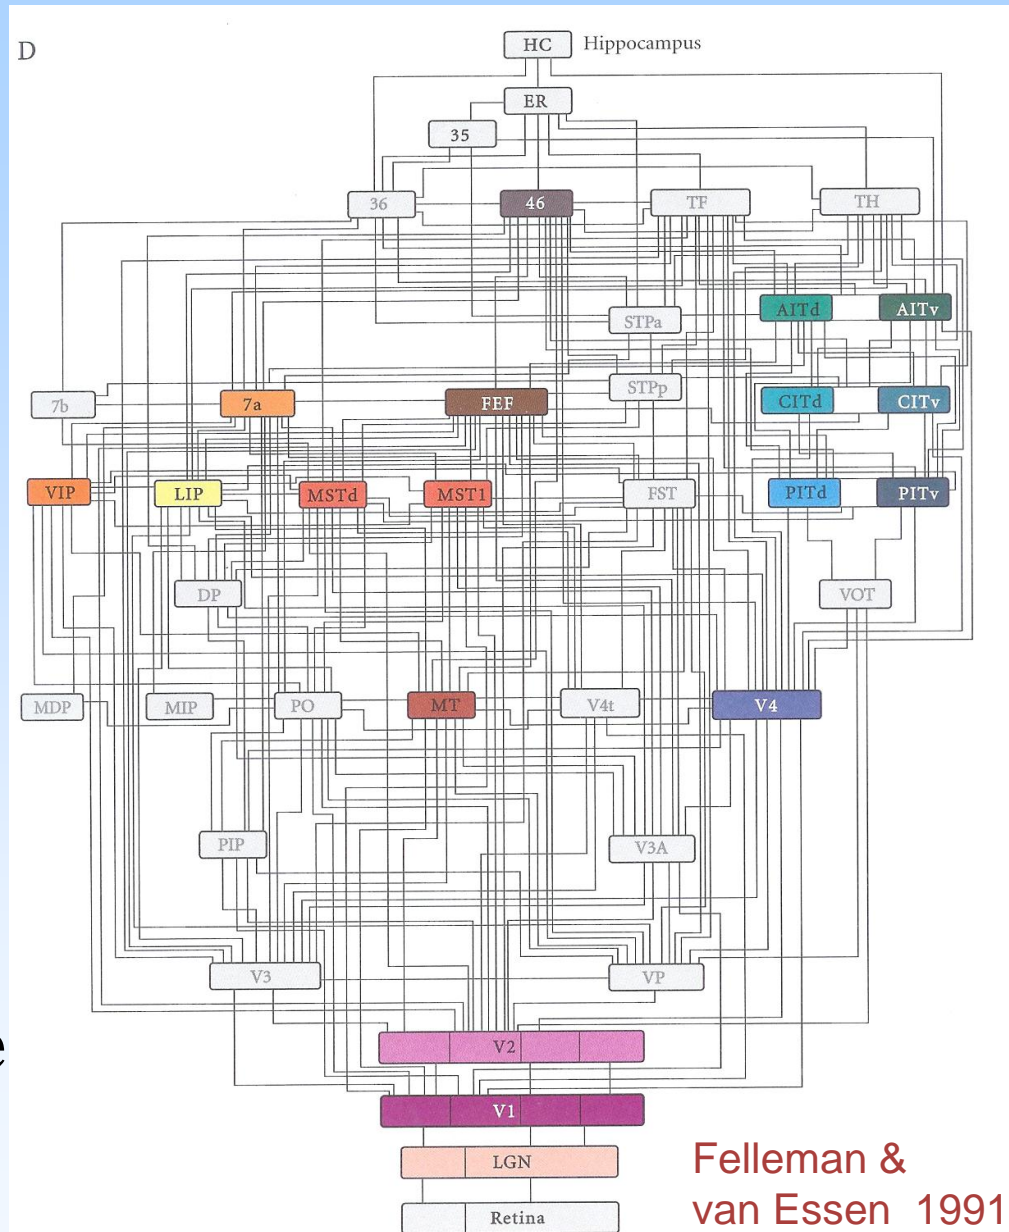 D
HC Hippocampus
ER
35
36 46 TF TH
STPa AITd AITv
7b 7a FEF STPp CITd CITv
VIP LIP MSTd MST1 FST PITd PITv
DP VOT
MDP MIP PO MT V4t V4
PIP V3A
V3 VP
e
V2
V1
LGN
Retina
Felleman &
van Essen 1991